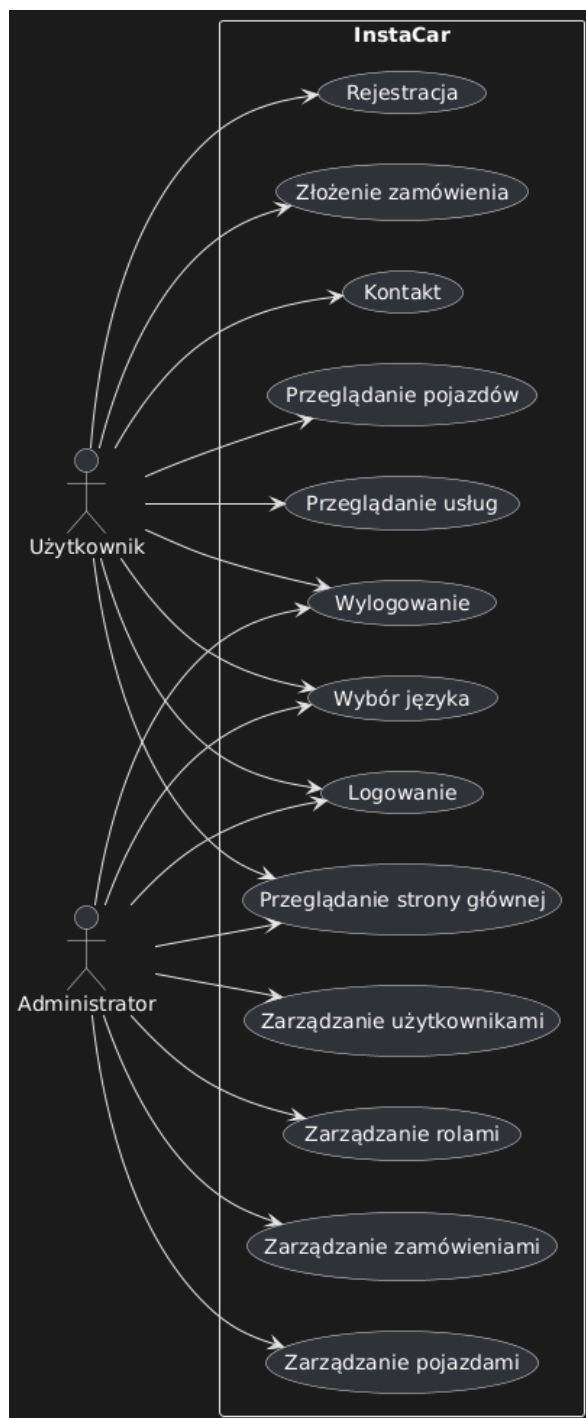 InstaCar
Rejestracja
Złożenie zamówienia
Kontakt
Przeglądanie pojazdów
Przeglądanie usług
Użytkownik
Wylogowanie
Wybór języka
Logowanie
Przeglądanie strony głównej
Administrator
Zarządzanie użytkownikami
Zarządzanie rolami
Zarządzanie zamówieniami
Zarządzanie pojazdami